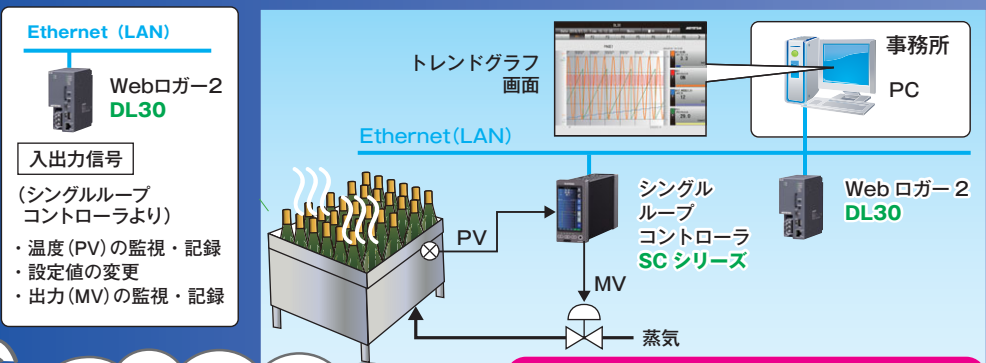 Ethernet (LAN)
Webロガー2
DL30
入出力信号
(シングルループ
コントローラより)
・温度(PV)の監視・記録
・設定値の変更
・出力(MV)の監視・記録
トレンドグラフ
画面
事務所
PC
Ethernet(LAN)
PV
シングル
ループ
コントローラ
SC シリーズ
Web ロガー 2
DL30
MV
蒸気